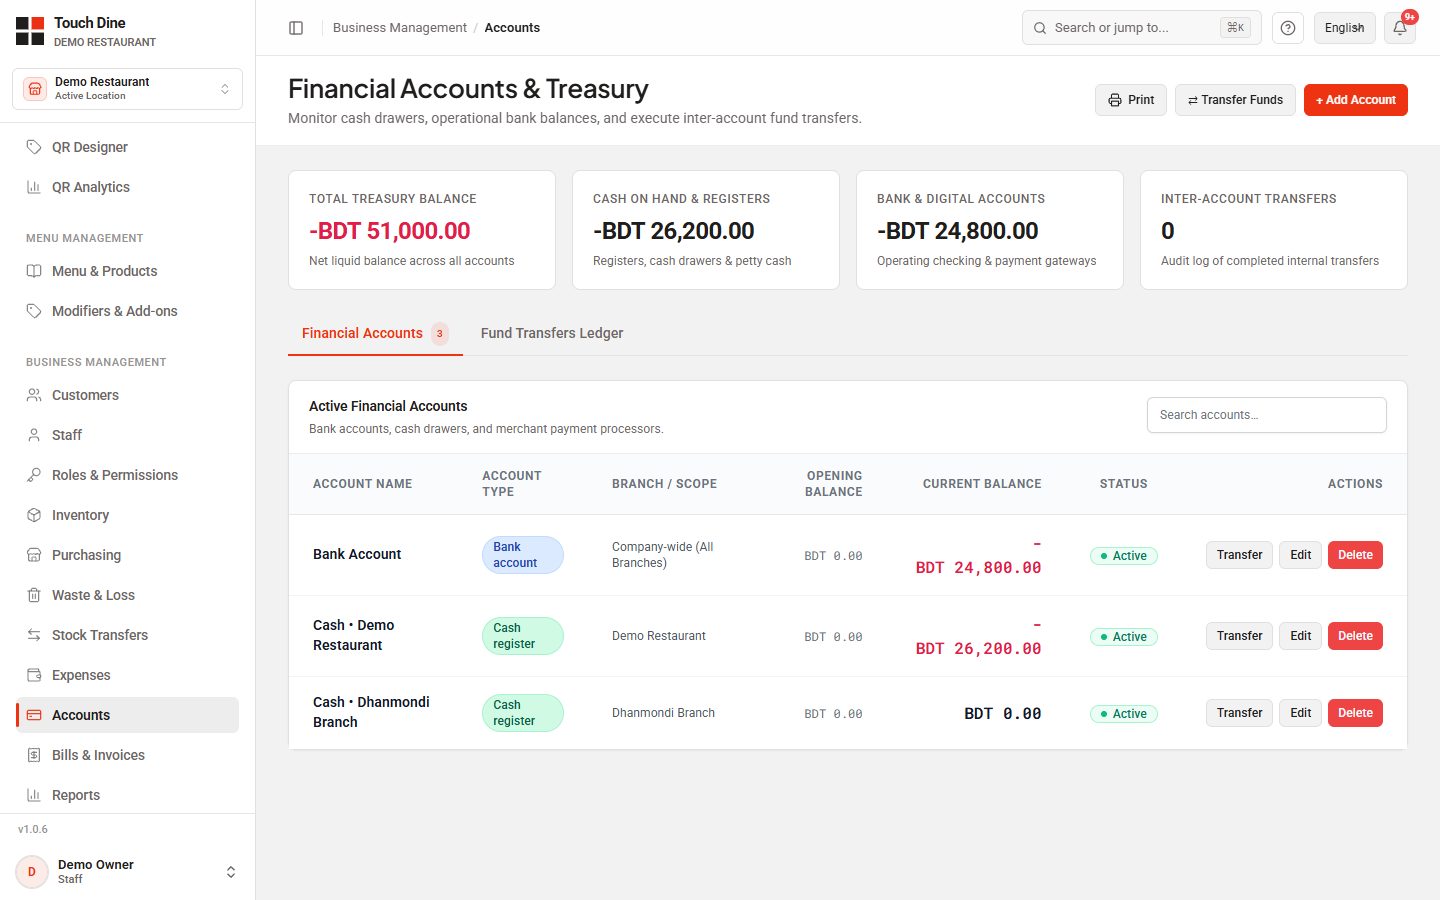 Touch Dine
DEMO RESTAURANT
Demo Restaurant
Active Location
QR Designer
QR Analytics
MENU MANAGEMENT
Menu & Products
Modifiers & Add-ons
BUSINESS MANAGEMENT
Customers
Staff
Roles & Permissions
Inventory
Purchasing
Waste & Loss
Stock Transfers
Expenses
Accounts
Bills & Invoices
Reports
v1.0.6
D
Demo Owner
Staff
Business Management / Accounts
Search or jump to... ⌘K
English
9+
Financial Accounts & Treasury
Monitor cash drawers, operational bank balances, and execute inter-account fund transfers.
Print
⇄ Transfer Funds
+ Add Account
TOTAL TREASURY BALANCE
-BDT 51,000.00
Net liquid balance across all accounts
CASH ON HAND & REGISTERS
-BDT 26,200.00
Registers, cash drawers & petty cash
BANK & DIGITAL ACCOUNTS
-BDT 24,800.00
Operating checking & payment gateways
INTER-ACCOUNT TRANSFERS
0
Audit log of completed internal transfers
Financial Accounts 3
Fund Transfers Ledger
Active Financial Accounts
Bank accounts, cash drawers, and merchant payment processors.
Search accounts…
ACCOUNT NAME
ACCOUNT
TYPE
BRANCH / SCOPE
OPENING
BALANCE
CURRENT BALANCE
STATUS
ACTIONS
Bank Account
Bank
account
Company-wide (All
Branches)
BDT 0.00
-
BDT 24,800.00
Active
Transfer
Edit
Delete
Cash • Demo
Restaurant
Cash
register
Demo Restaurant
BDT 0.00
-
BDT 26,200.00
Active
Transfer
Edit
Delete
Cash • Dhanmondi
Branch
Cash
register
Dhanmondi Branch
BDT 0.00
BDT 0.00
Active
Transfer
Edit
Delete